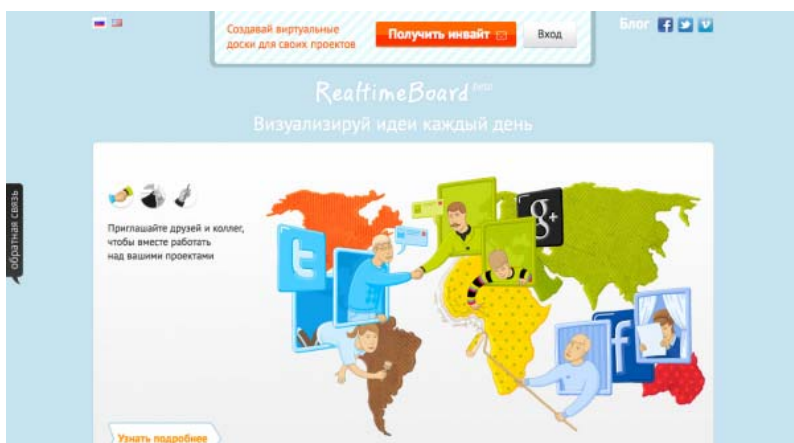 Создавай виртуальные
доски для своих проектов
Получить инвайт
Вход
Блог
RealtimeBoard beta
Визуализируй идеи каждый день
обратная связь
Приглашайте друзей и коллег,
чтобы вместе работать
над вашими проектами
g+
Узнать подробнее